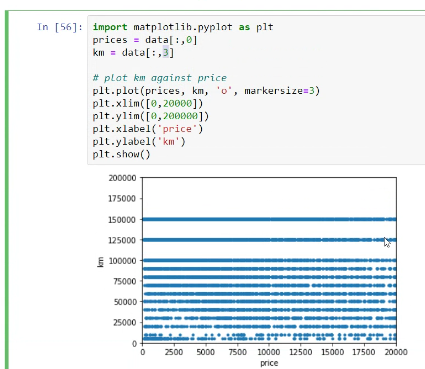 In [56]: import matplotlib.pyplot as plt
prices = data[:,0]
km = data[:,3]
# plot km against price
plt.plot(prices, km, 'o', markersize=3)
plt.xlim([0,20000])
plt.ylim([0,200000])
plt.xlabel('price')
plt.ylabel('km')
plt.show()
200000
175000
150000
125000
100000
75000
50000
25000
0
km
0 2500 5000 7500 10000 12500 15000 17500 20000
price